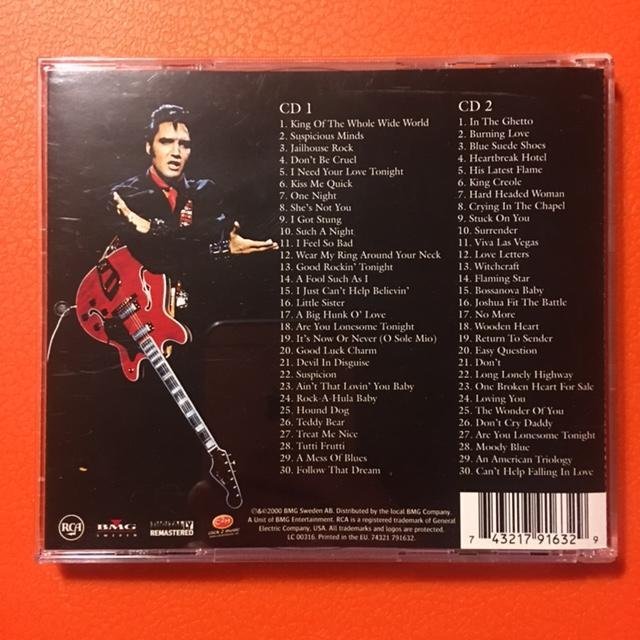 CD 1
1. King Of The Whole Wide World
2. Suspicious Minds
3. Jailhouse Rock
4. Don't Be Cruel
5. I Need Your Love Tonight
6. Kiss Me Quick
7. One Night
8. She's Not You
9. I Got Stung
10. Such A Night
11. I Feel So Bad
12. Wear My Ring Around Your Neck
13. Good Rockin' Tonight
14. A Fool Such As I
15. I Just Can't Help Believin'
16. Little Sister
17. A Big Hunk O' Love
18. Are You Lonesome Tonight
19. It's Now Or Never (O Sole Mio)
20. Good Luck Charm
21. Devil In Disguise
22. Suspicion
23. Ain't That Lovin' You Baby
24. Rock-A-Hula Baby
25. Hound Dog
26. Teddy Bear
27. Treat Me Nice
28. Tutti Frutti
29. A Mess Of Blues
30. Follow That Dream
CD 2
1. In The Ghetto
2. Burning Love
3. Blue Suede Shoes
4. Heartbreak Hotel
5. His Latest Flame
6. King Creole
7. Hard Headed Woman
8. Crying In The Chapel
9. Stuck On You
10. Surrender
11. Viva Las Vegas
12. Love Letters
13. Witchcraft
14. Flaming Star
15. Bossanova Baby
16. Joshua Fit The Battle
17. No More
18. Wooden Heart
19. Return To Sender
20. Easy Question
21. Don't
22. Long Lonely Highway
23. One Broken Heart For Sale
24. Loving You
25. The Wonder Of You
26. Don't Cry Daddy
27. Are You Lonesome Tonight
28. Moody Blue
29. An American Triology
30. Can't Help Falling In Love
RCA
BMG
SWEDEN
DIGITALLY
REMASTERED
℗&©2000 BMG Sweden AB. Distributed by the local BMG Company.
A Unit of BMG Entertainment. RCA is a registered trademark of General
Electric Company, USA. All trademarks and logos are protected.
LC 00316. Printed in the EU. 74321 791632.
7 43217 91632 9